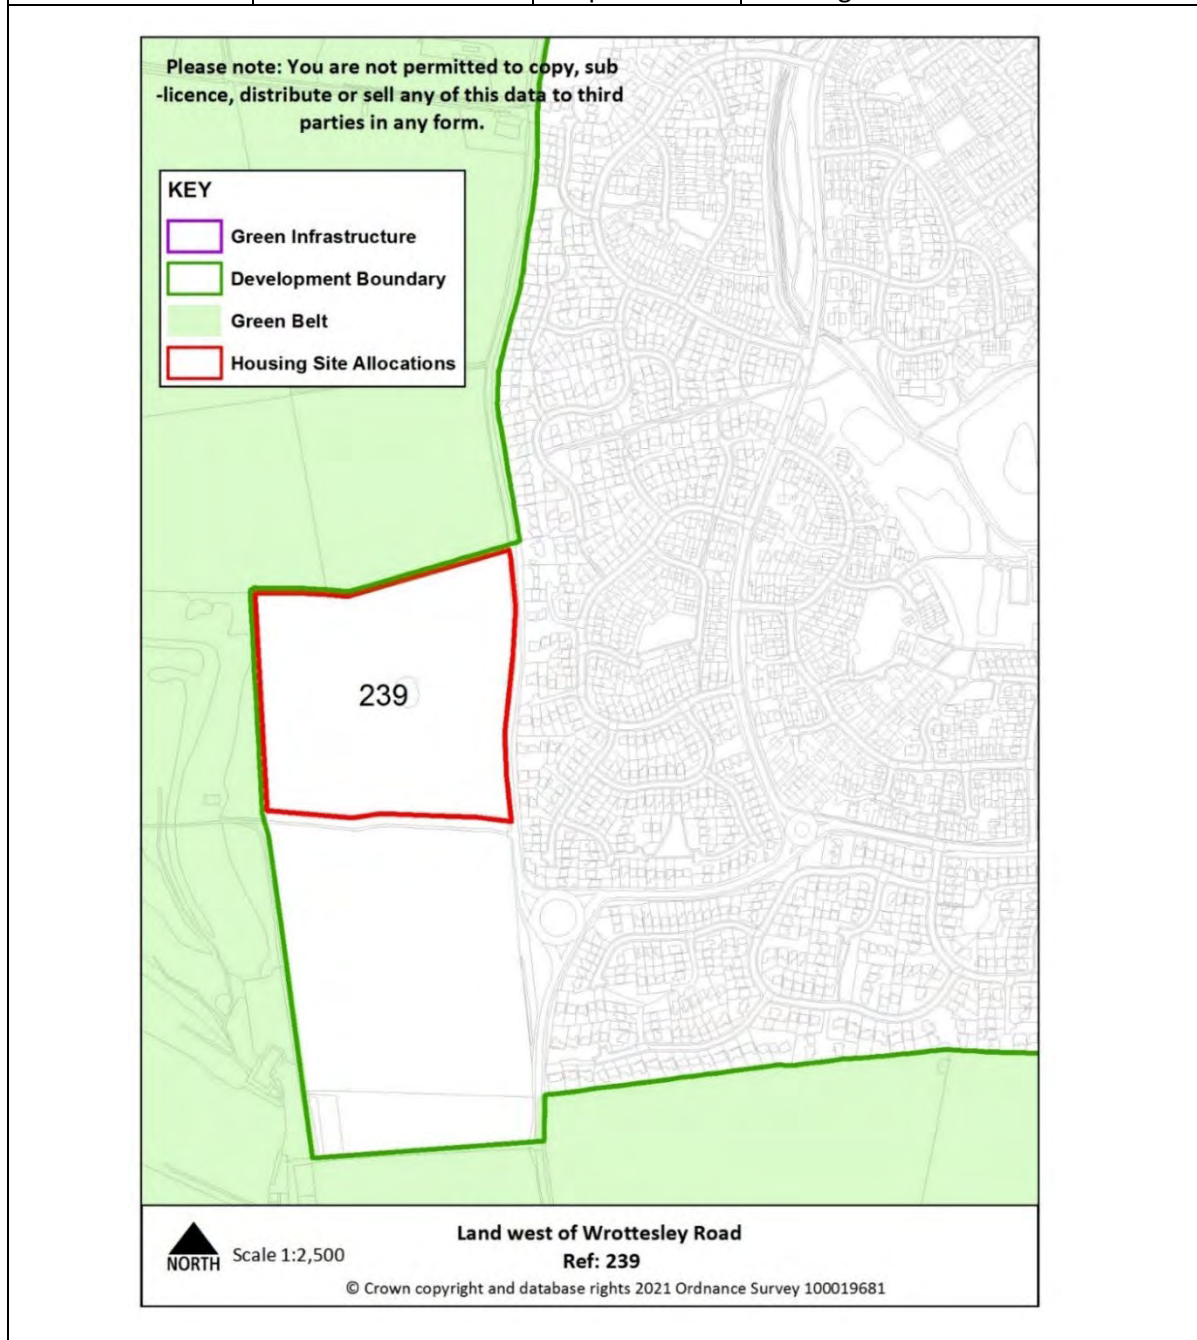 Please note: You are not permitted to copy, sub
-licence, distribute or sell any of this data to third
parties in any form.
KEY
Green Infrastructure
Development Boundary
Green Belt
Housing Site Allocations
239
NORTH
Scale 1:2,500
Land west of Wrottesley Road
Ref: 239
© Crown copyright and database rights 2021 Ordnance Survey 100019681